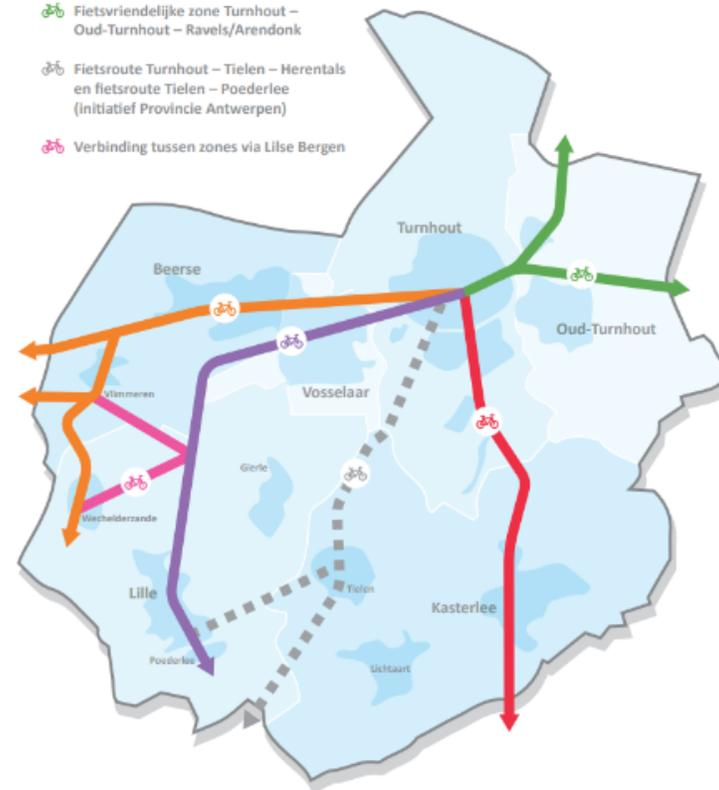 Fietsvriendelijke zone Turnhout –
Oud-Turnhout – Ravels/Arendonk
Fietsroute Turnhout – Tielen – Herentals
en fietsroute Tielen – Poederlee
(initiatief Provincie Antwerpen)
Verbinding tussen zones via Lilse Bergen
Turnhout
Beerse
Oud-Turnhout
Vosselaar
Vlimmeren
Gierle
Wechelderzande
Lille
Tielen
Kasterlee
Poederlee
Lichtaart